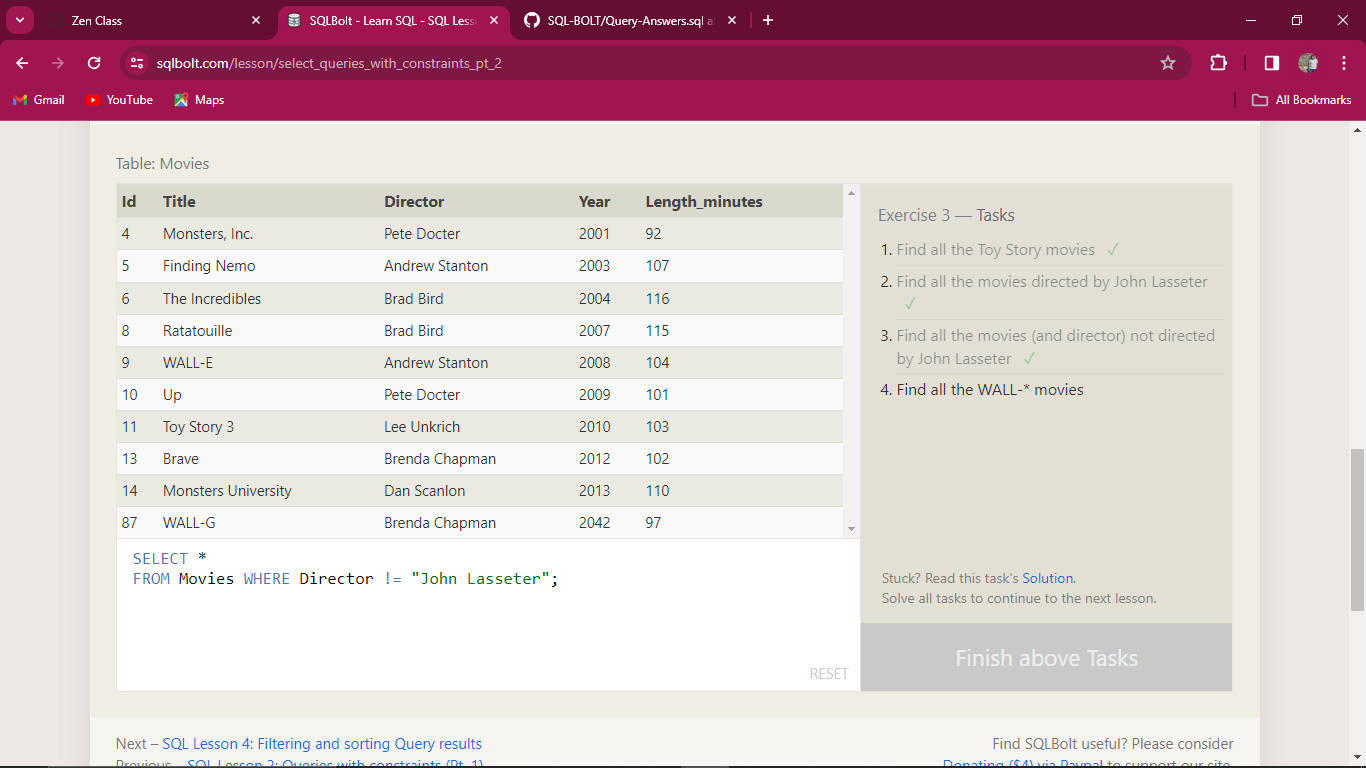 Zen Class
SQLBolt - Learn SQL - SQL Less
SQL-BOLT/Query-Answers.sql a
sqlbolt.com/lesson/select_queries_with_constraints_pt_2
Gmail YouTube Maps All Bookmarks
Table: Movies
Id Title Director Year Length_minutes
4 Monsters, Inc. Pete Docter 2001 92
5 Finding Nemo Andrew Stanton 2003 107
6 The Incredibles Brad Bird 2004 116
8 Ratatouille Brad Bird 2007 115
9 WALL-E Andrew Stanton 2008 104
10 Up Pete Docter 2009 101
11 Toy Story 3 Lee Unkrich 2010 103
13 Brave Brenda Chapman 2012 102
14 Monsters University Dan Scanlon 2013 110
87 WALL-G Brenda Chapman 2042 97
SELECT *
FROM Movies WHERE Director != "John Lasseter";
RESET
Exercise 3 — Tasks
1. Find all the Toy Story movies ✓
2. Find all the movies directed by John Lasseter
✓
3. Find all the movies (and director) not directed
by John Lasseter ✓
4. Find all the WALL-* movies
Stuck? Read this task's Solution.
Solve all tasks to continue to the next lesson.
Finish above Tasks
Next – SQL Lesson 4: Filtering and sorting Query results
Previous – SQL Lesson 2: Queries with constraints (Pt. 1)
Find SQLBolt useful? Please consider
Donating ($4) via Paypal to support our site.